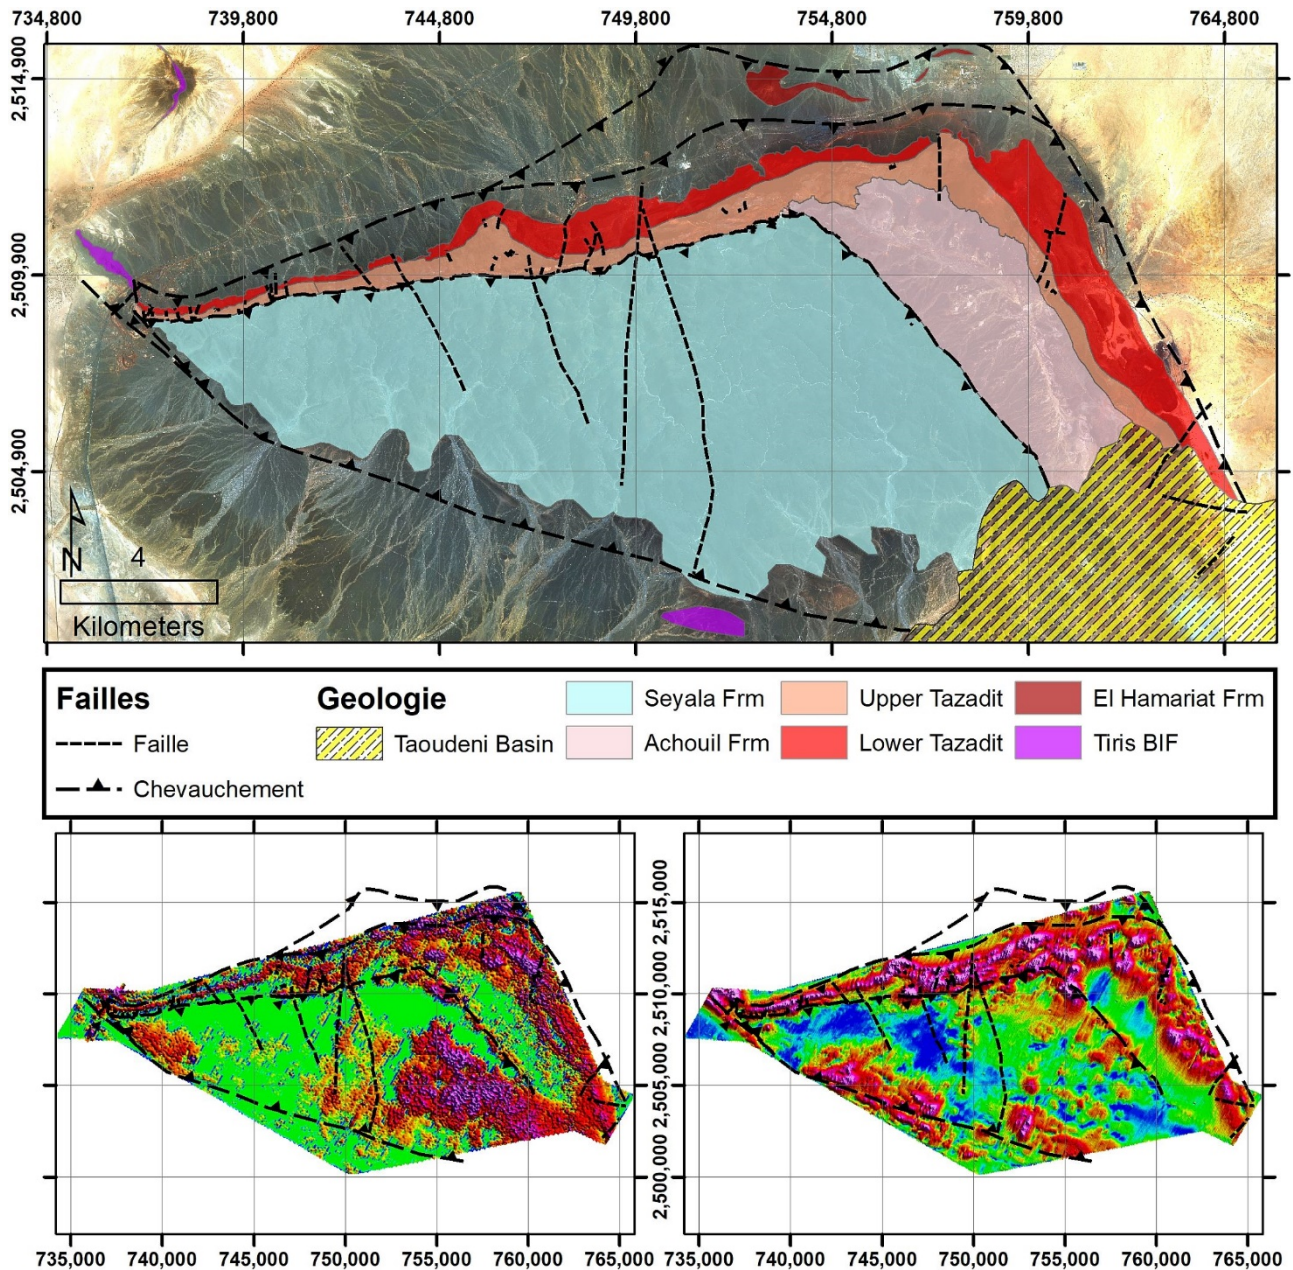 734,800 739,800 744,800 749,800 754,800 759,800 764,800
2,514,900
2,509,900
2,504,900
N
4
Kilometers
Failles
Faille
Chevauchement
Geologie
Taoudeni Basin
Seyala Frm
Achouil Frm
Upper Tazadit
Lower Tazadit
El Hamariat Frm
Tiris BIF
2,515,000
2,510,000
2,505,000
2,500,000
735,000 740,000 745,000 750,000 755,000 760,000 765,000
735,000 740,000 745,000 750,000 755,000 760,000 765,000